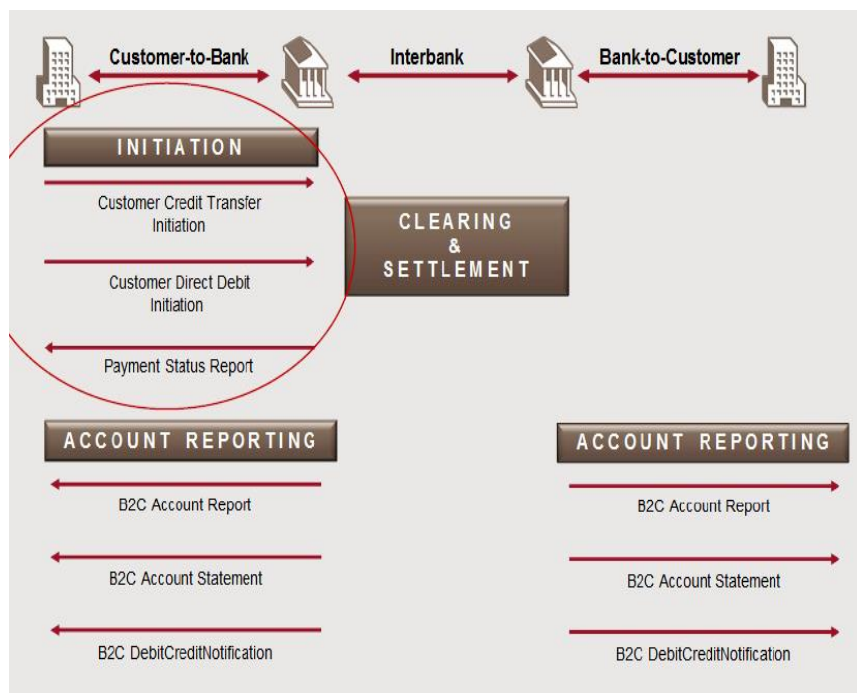 Customer-to-Bank
Interbank
Bank-to-Customer
INITIATION
Customer Credit Transfer
Initiation
Customer Direct Debit
Initiation
Payment Status Report
CLEARING
&
SETTLEMENT
ACCOUNT REPORTING
B2C Account Report
B2C Account Statement
B2C DebitCreditNotification
ACCOUNT REPORTING
B2C Account Report
B2C Account Statement
B2C DebitCreditNotification